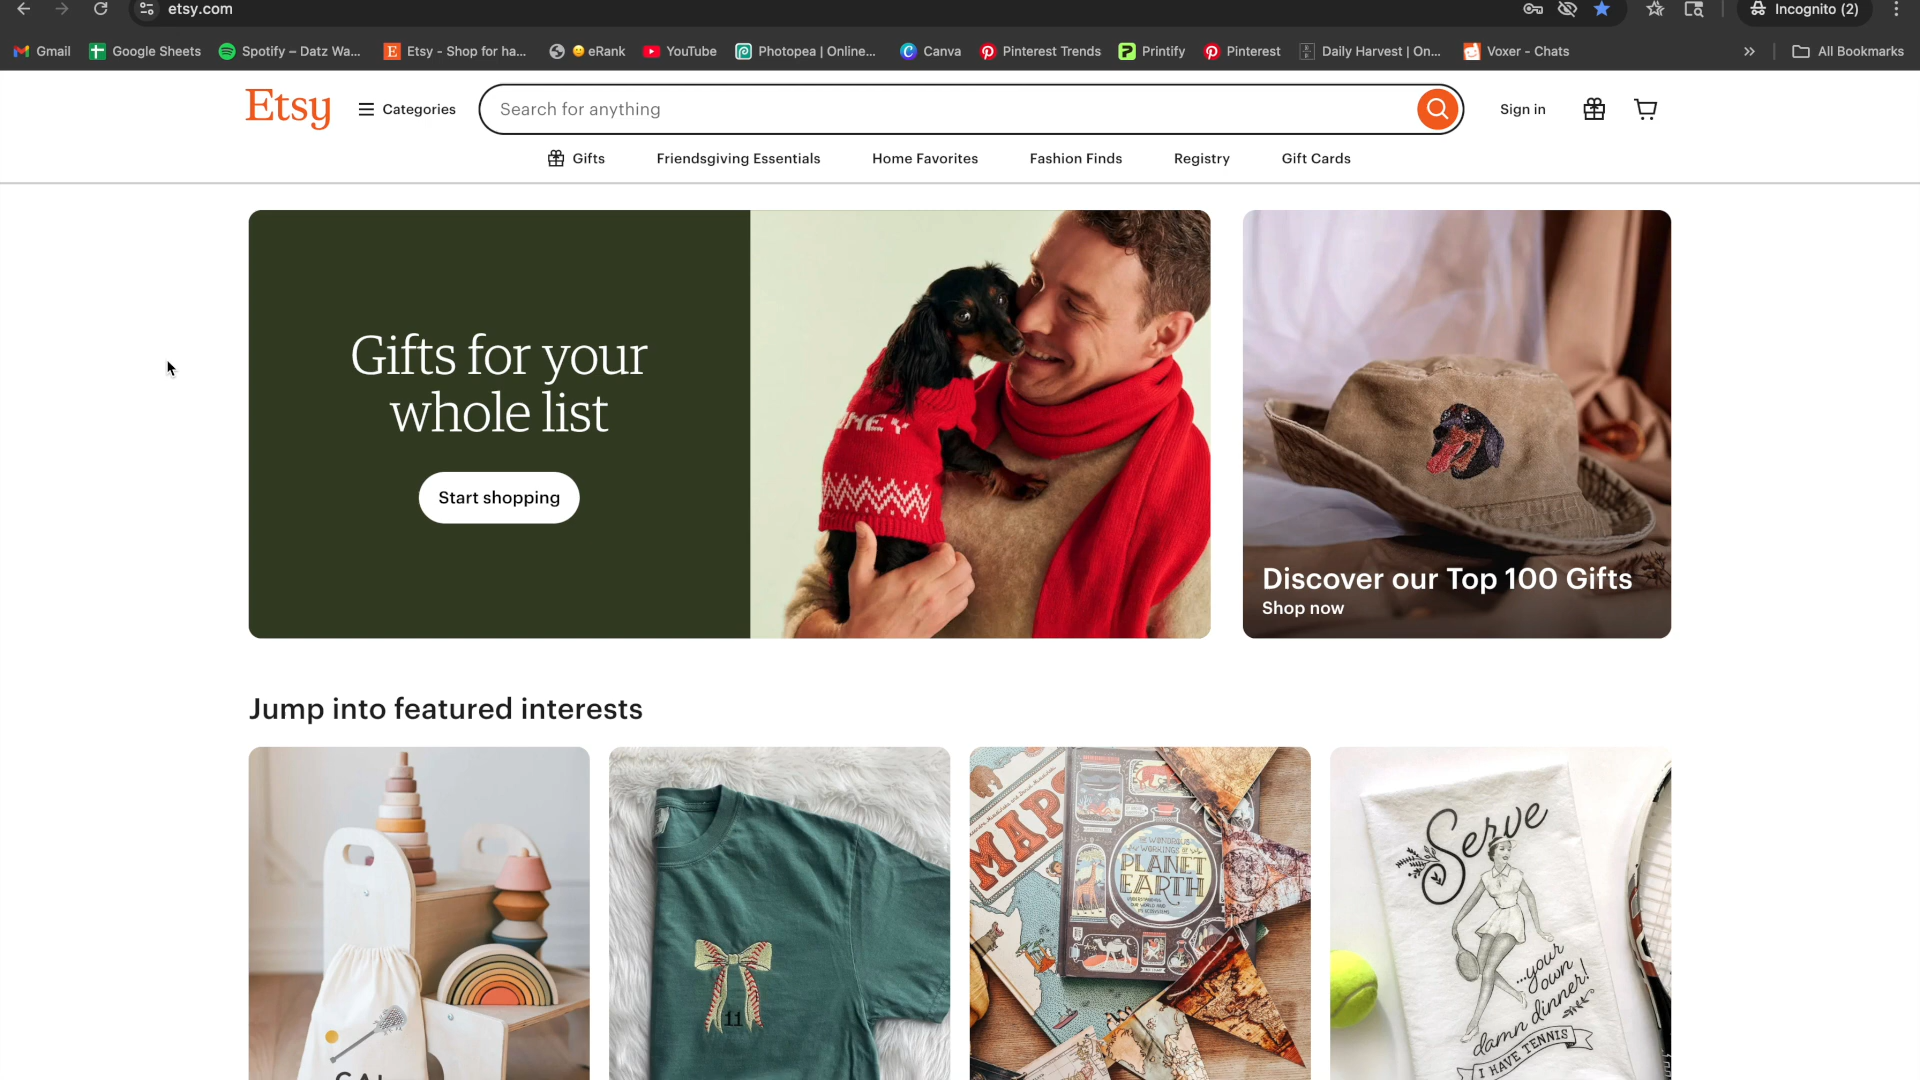 etsy.com
Incognito (2)
Gmail
Google Sheets
Spotify – Datz Wa...
Etsy - Shop for ha...
eRank
YouTube
Photopea | Online...
Canva
Pinterest Trends
Printify
Pinterest
Daily Harvest | On...
Voxer - Chats
All Bookmarks
Etsy
Categories
Search for anything
Sign in
Gifts
Friendsgiving Essentials
Home Favorites
Fashion Finds
Registry
Gift Cards
Gifts for your
whole list
Start shopping
Discover our Top 100 Gifts
Shop now
Jump into featured interests
11
MAPS
THE WONDROUS
WORKINGS OF
PLANET
EARTH
UNDERSTANDING
OUR WORLD AND
ITS ECOSYSTEMS
Serve
...your
own
dinner!
damn
I HAVE TENNIS